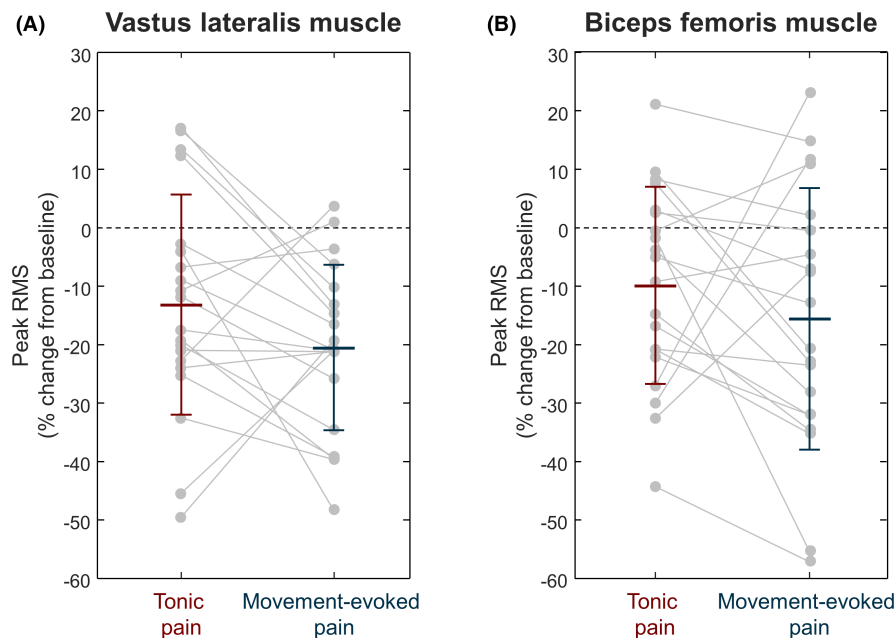 (A) Vastus lateralis muscle
30
20
10
0
-10
-20
-30
-40
-50
-60
Peak RMS
(% change from baseline)
Tonic
pain
Movement-evoked
pain
(B) Biceps femoris muscle
30
20
10
0
-10
-20
-30
-40
-50
-60
Peak RMS
(% change from baseline)
Tonic
pain
Movement-evoked
pain